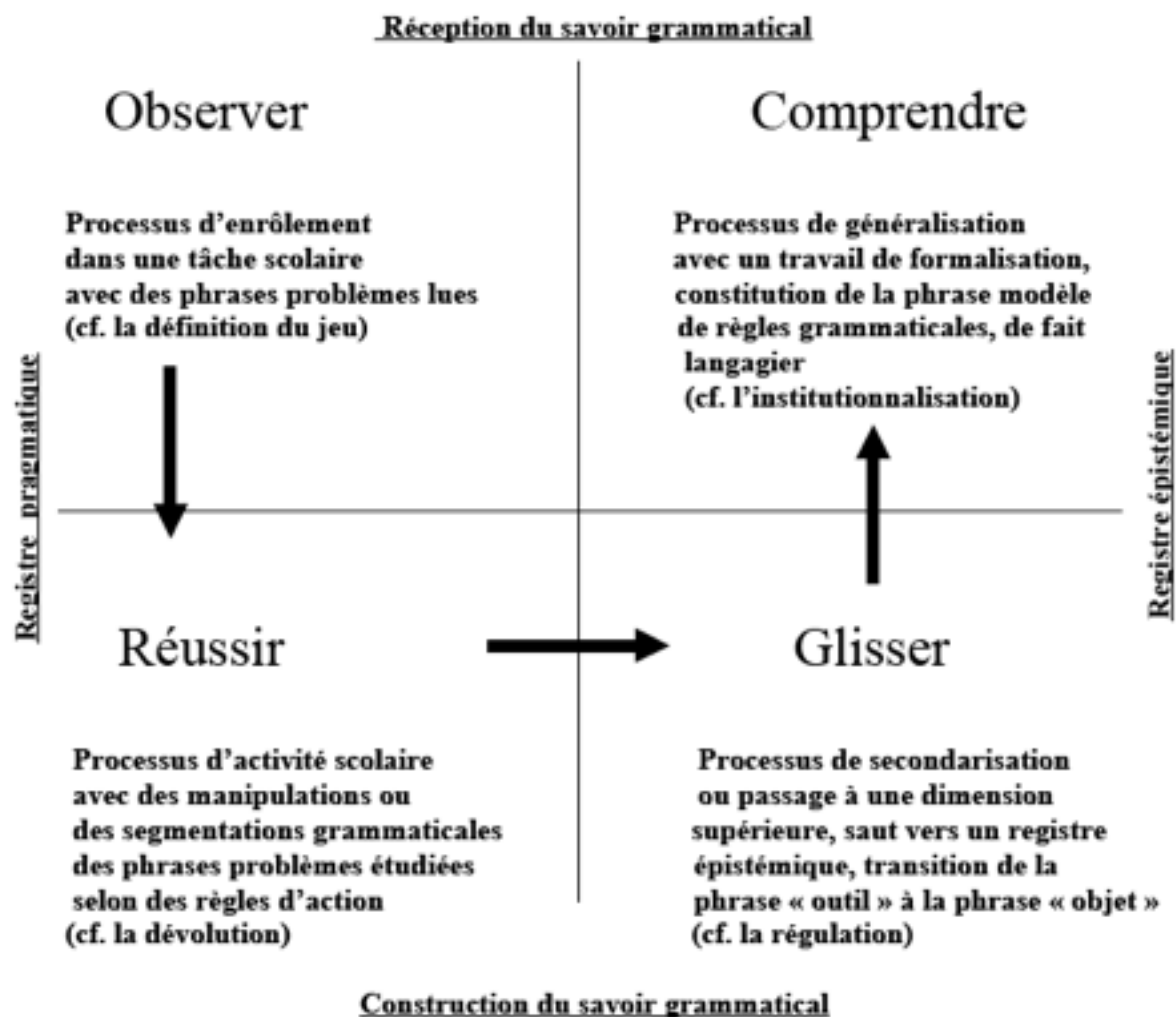 Réception du savoir grammatical
Observer
Processus d'enrôlement
dans une tâche scolaire
avec des phrases problèmes lues
(cf. la définition du jeu)
Comprendre
Processus de généralisation
avec un travail de formalisation,
constitution de la phrase modèle
de règles grammaticales, de fait
langagier
(cf. l'institutionnalisation)
Registre pragmatique
Registre épistémique
Réussir
Processus d'activité scolaire
avec des manipulations ou
des segmentations grammaticales
des phrases problèmes étudiées
selon des règles d'action
(cf. la dévolution)
Glisser
Processus de secondarisation
ou passage à une dimension
supérieure, saut vers un registre
épistémique, transition de la
phrase « outil » à la phrase « objet »
(cf. la régulation)
Construction du savoir grammatical